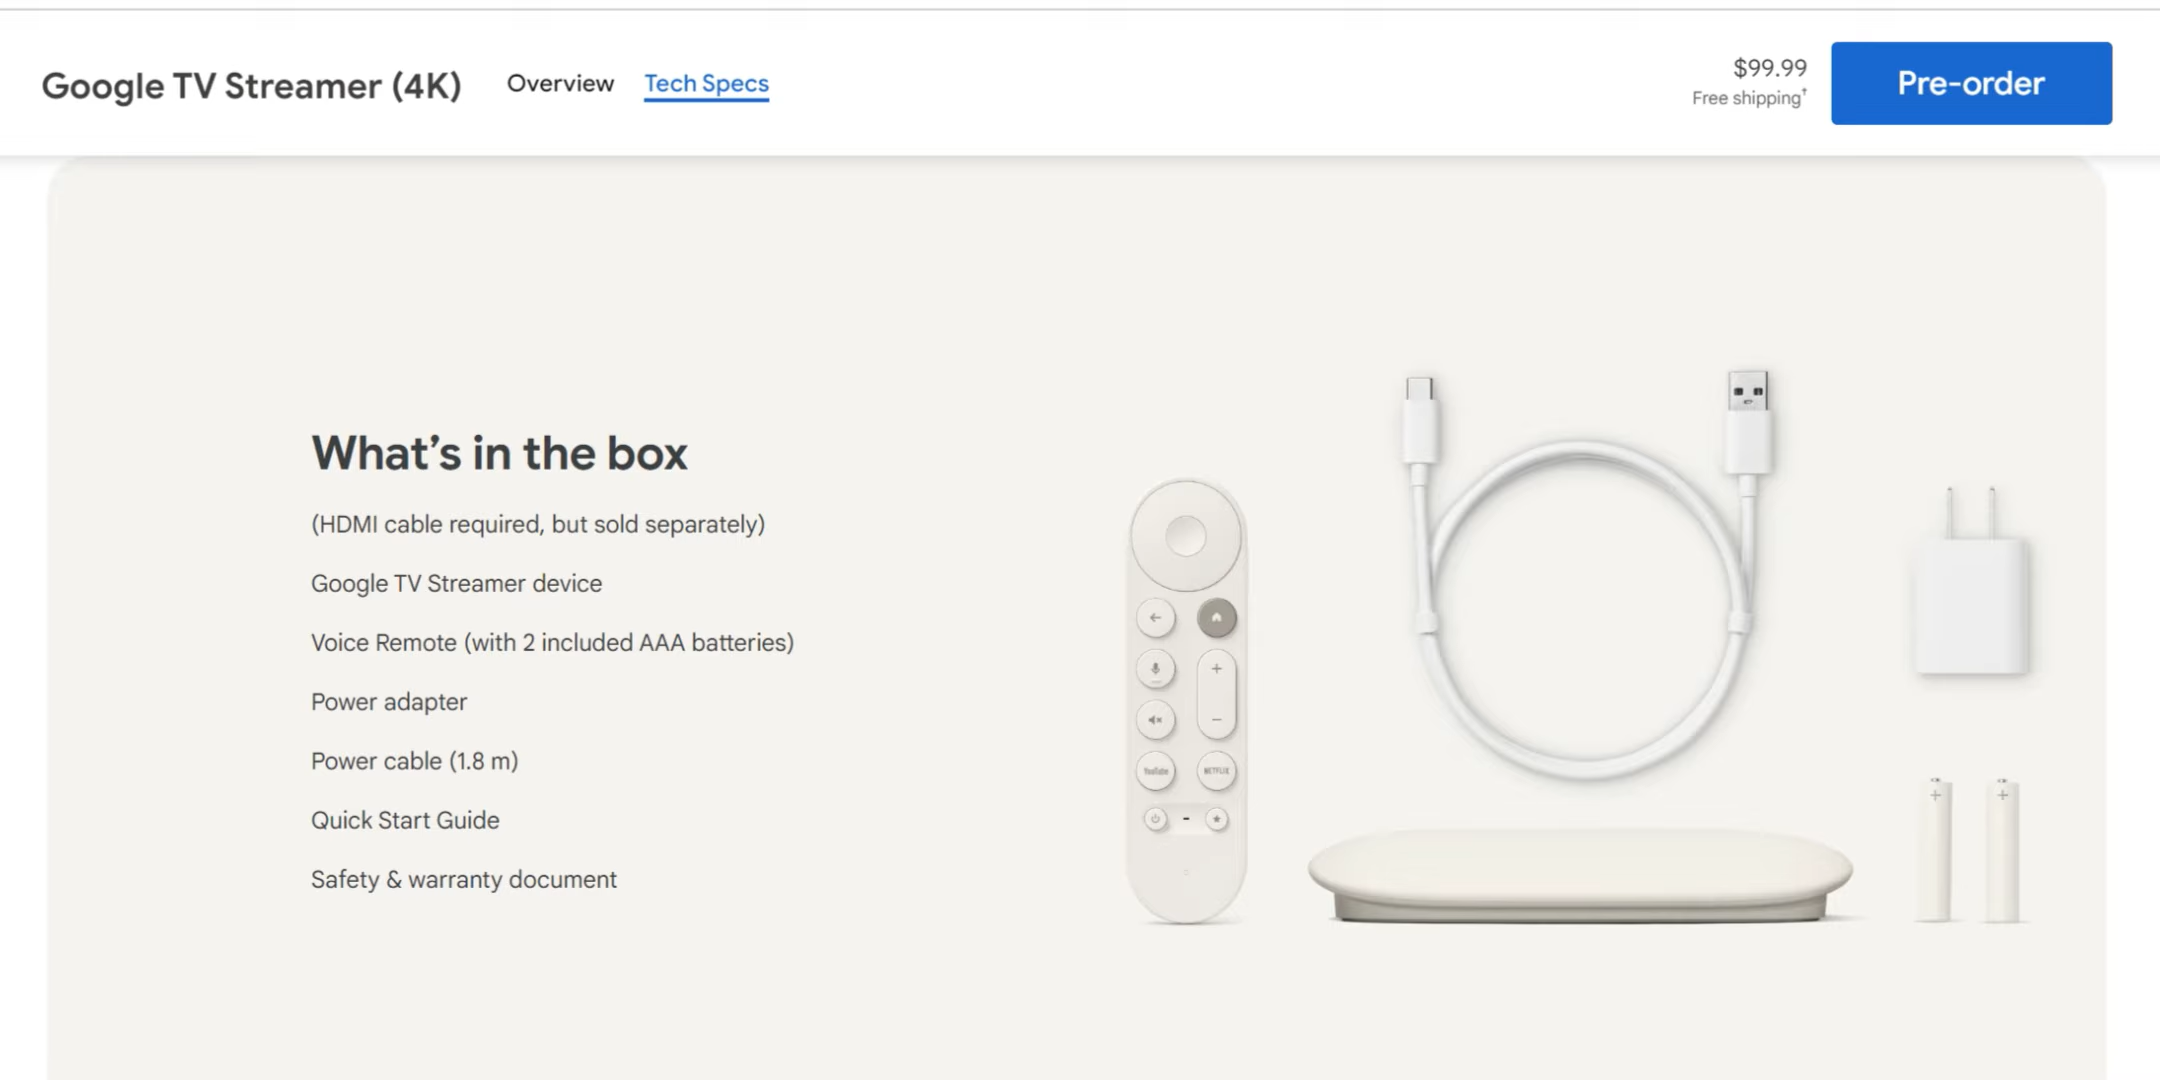 Google TV Streamer (4K)
Overview
Tech Specs
$99.99
Free shipping†
Pre-order
What's in the box
(HDMI cable required, but sold separately)
Google TV Streamer device
Voice Remote (with 2 included AAA batteries)
Power adapter
Power cable (1.8 m)
Quick Start Guide
Safety & warranty document
+
-
YouTube
NETFLIX
+
+